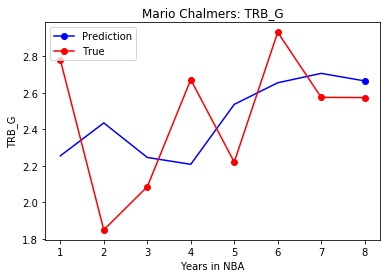 Mario Chalmers: TRB_G
Prediction
True
2.8
2.6
2.4
2.2
2.0
1.8
TRB_G
1 2 3 4 5 6 7 8
Years in NBA